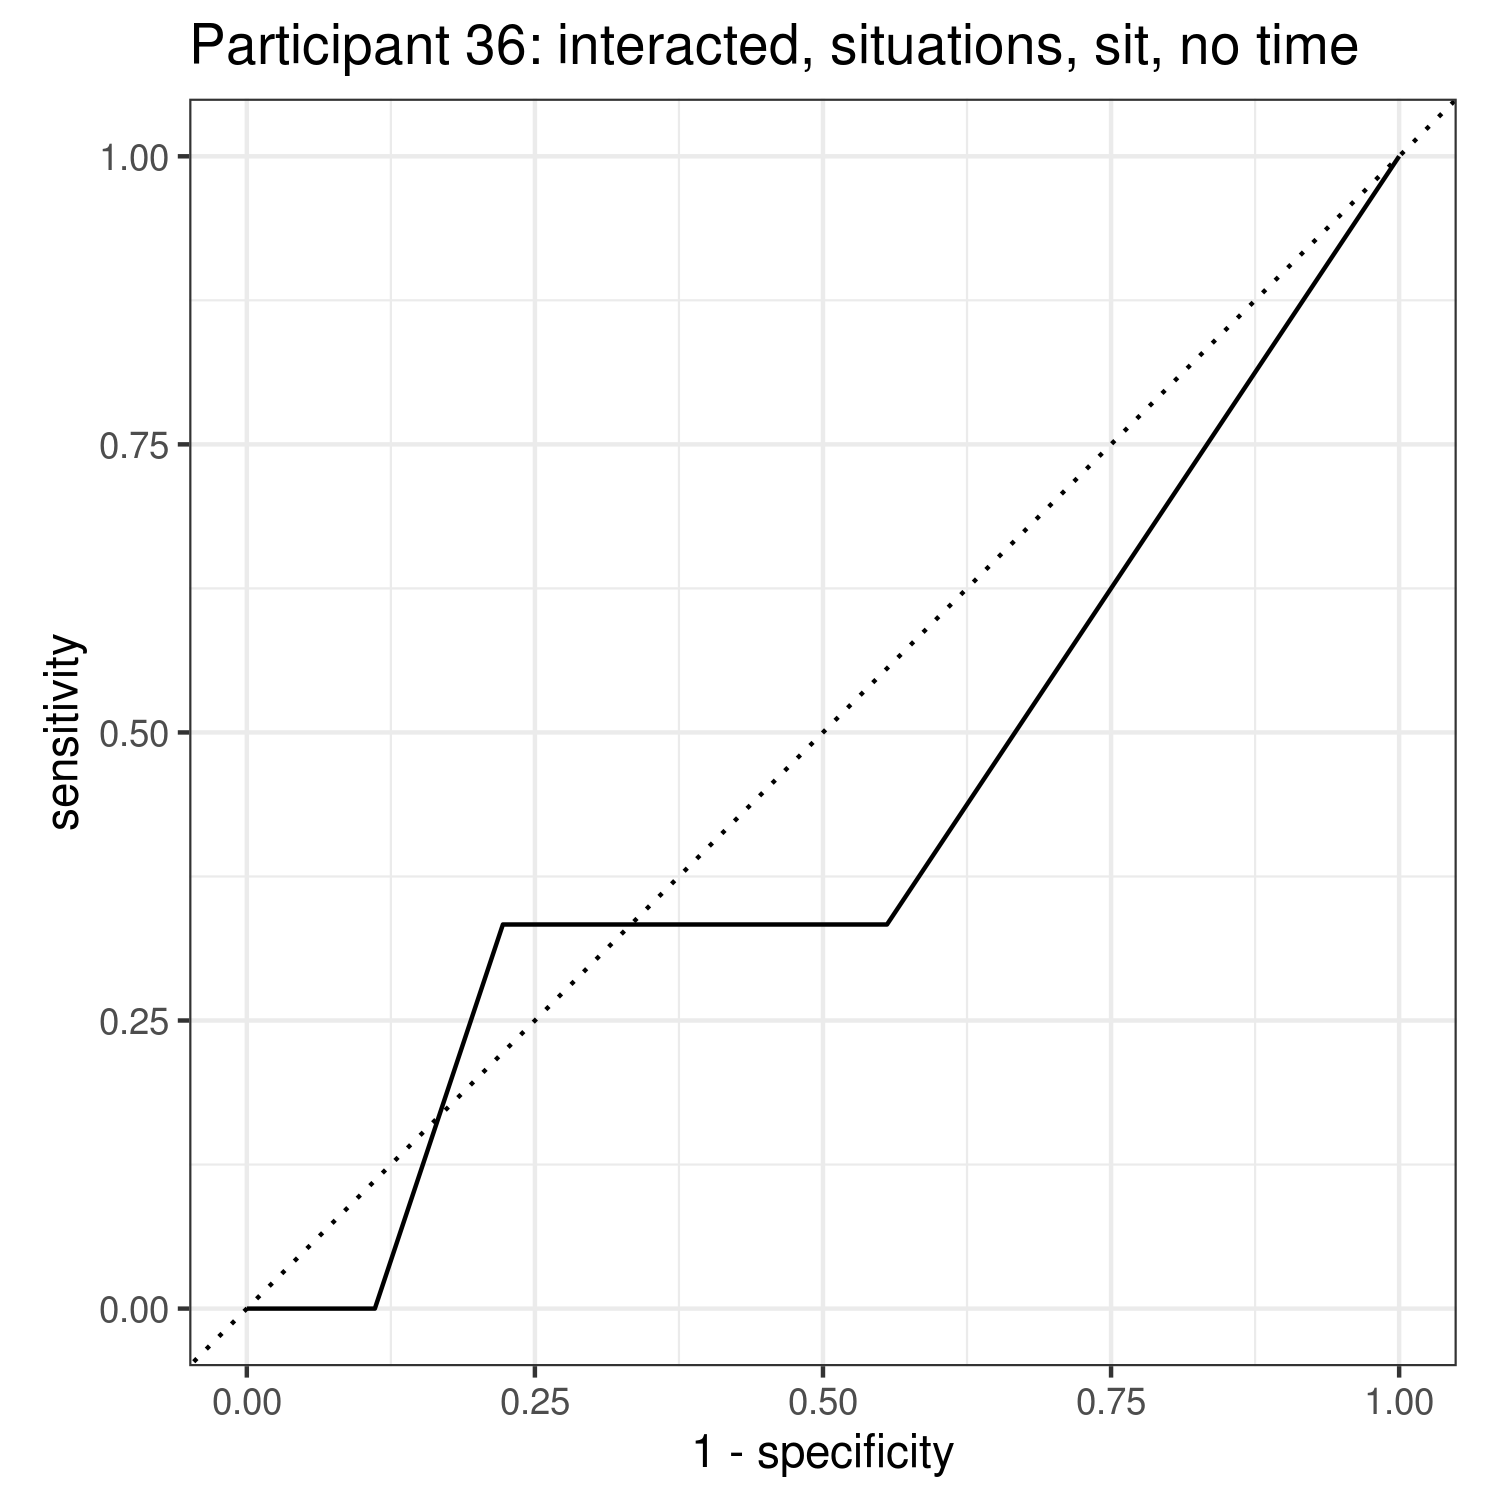 Participant 36: interacted, situations, sit, no time
1.00
0.75
0.50
0.25
0.00
sensitivity
0.00 0.25 0.50 0.75 1.00
1 - specificity